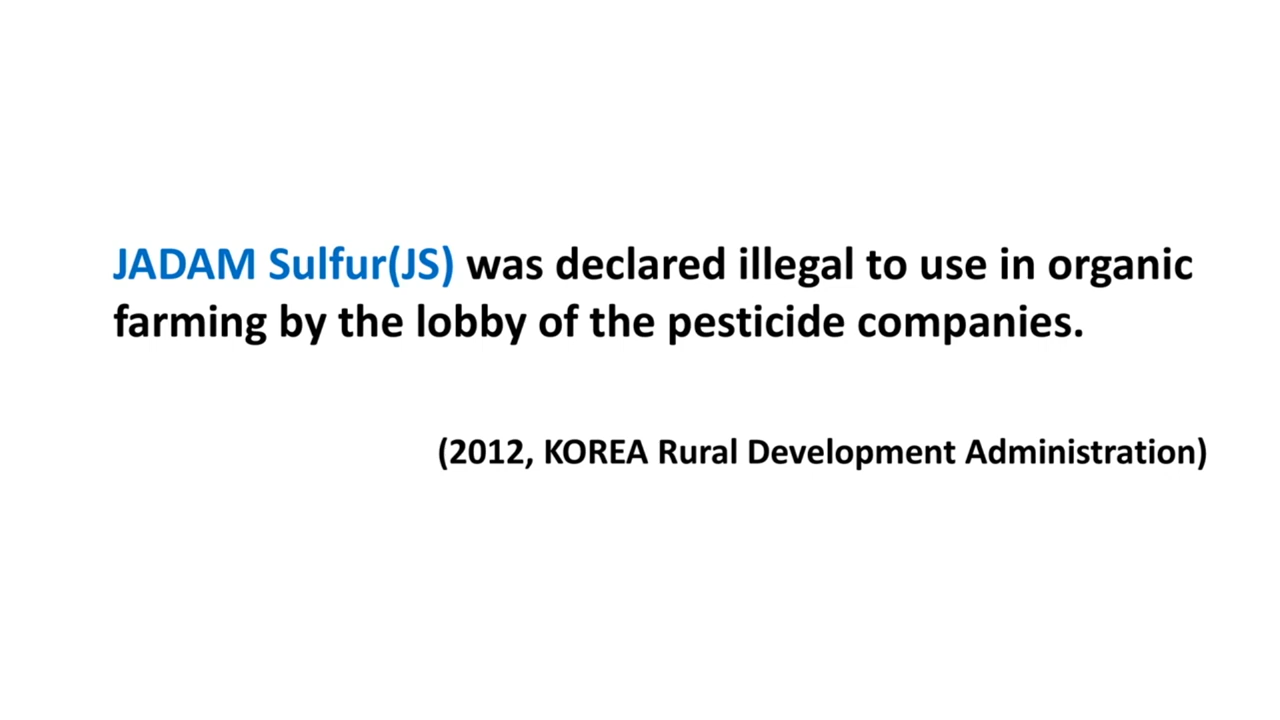 JADAM Sulfur(JS) was declared illegal to use in organic
farming by the lobby of the pesticide companies.
(2012, KOREA Rural Development Administration)